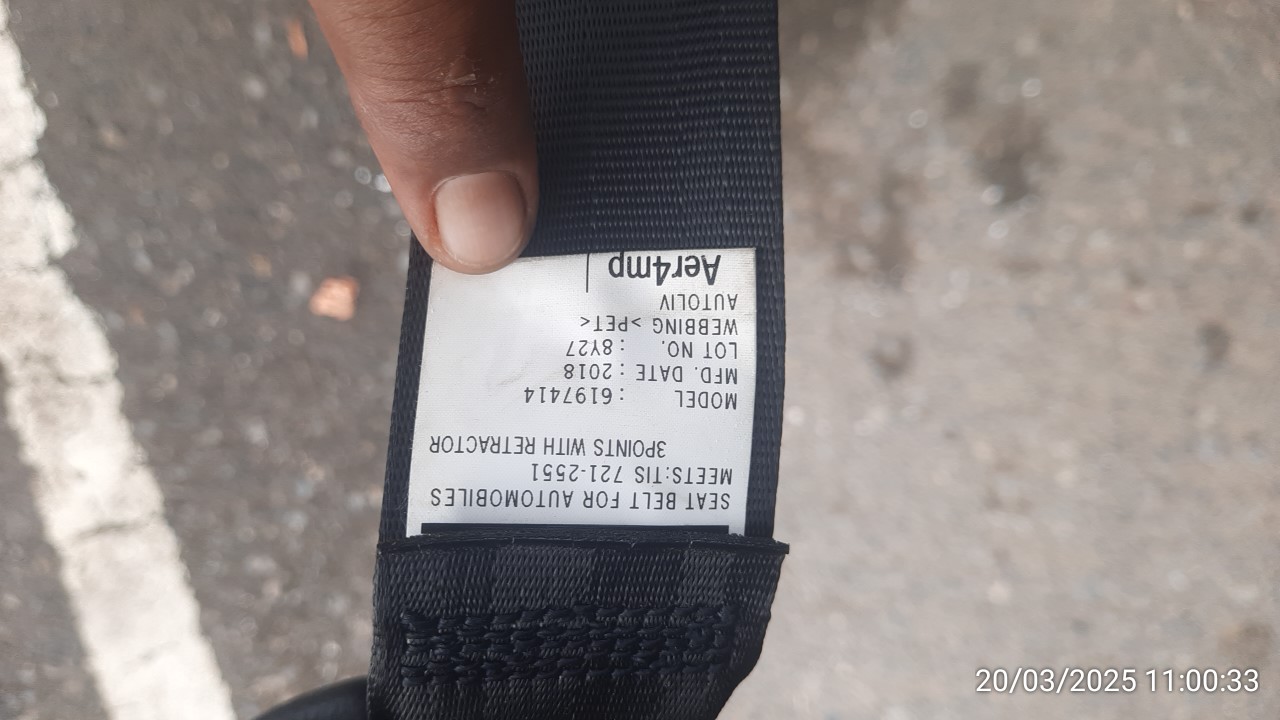 SEAT BELT FOR AUTOMOBILES
MEETS:TIS 721-2551
3POINTS WITH RETRACTOR
MODEL : 6197414
MFD. DATE : 2018
LOT NO. : 8Y27
WEBBING >PET<
AUTOLIV
Aer4mp
20/03/2025 11:00:33